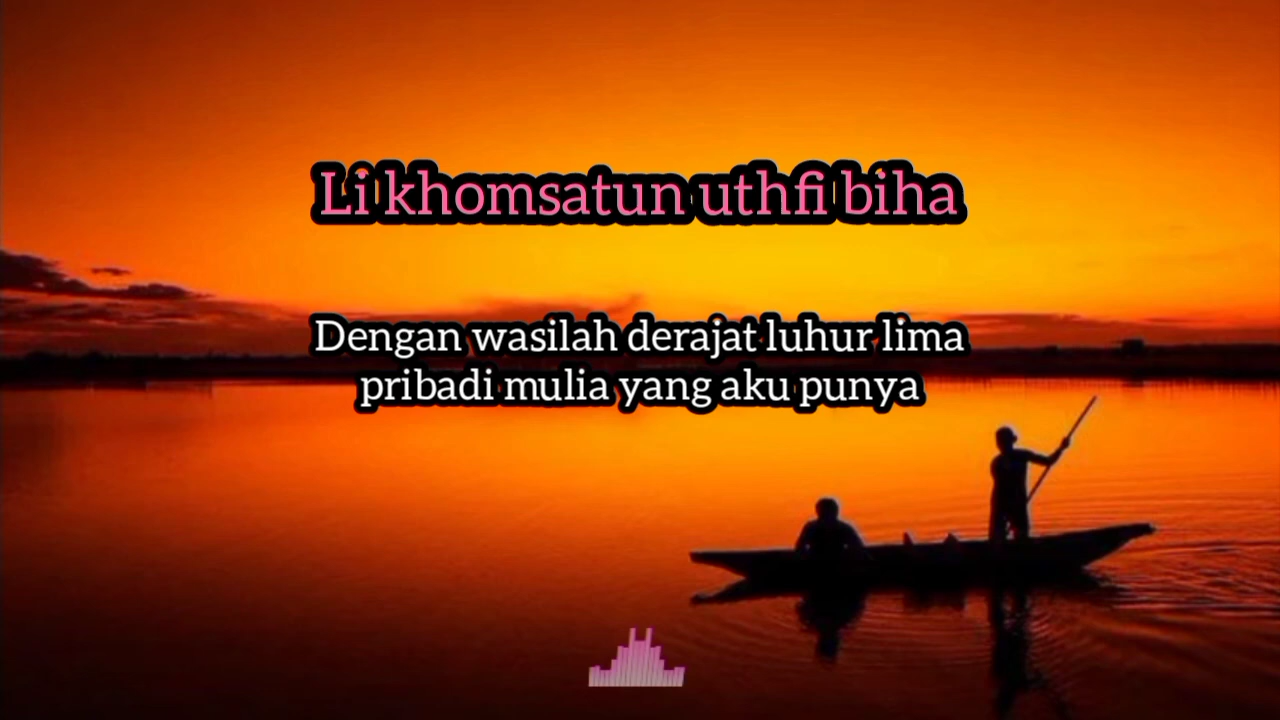 Li khomsatun uthfi biha
Dengan wasilah derajat luhur lima
pribadi mulia yang aku punya